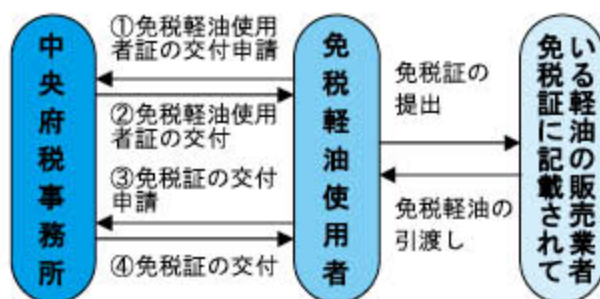 中央府税事務所
①免税軽油使用
者証の交付申請
②免税軽油使用
者証の交付
③免税証の交付
申請
④免税証の交付
免税軽油使用者
免税証の
提出
免税軽油の
引渡し
免税証に記載されて
いる軽油の販売業者